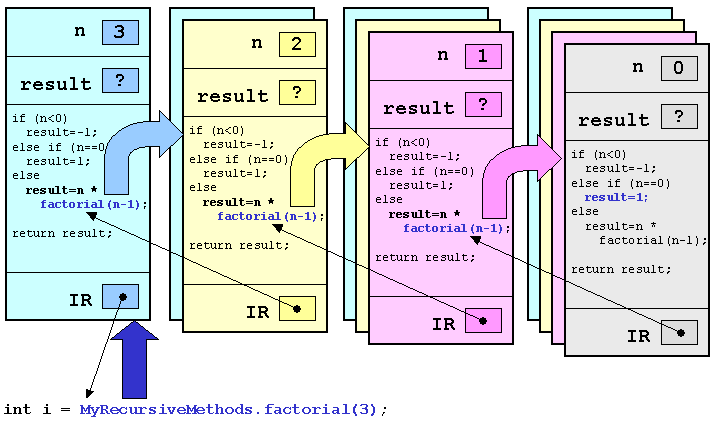 n 3
result ?
if (n<0)
result=-1;
else if (n==0)
result=1;
else
result=n *
factorial(n-1);
return result;
IR
n 2
result ?
if (n<0)
result=-1;
else if (n==0)
result=1;
else
result=n *
factorial(n-1);
return result;
IR
n 1
result ?
if (n<0)
result=-1;
else if (n==0)
result=1;
else
result=n *
factorial(n-1);
return result;
IR
n 0
result ?
if (n<0)
result=-1;
else if (n==0)
result=1;
else
result=n *
factorial(n-1);
return result;
IR
int i = MyRecursiveMethods.factorial(3);